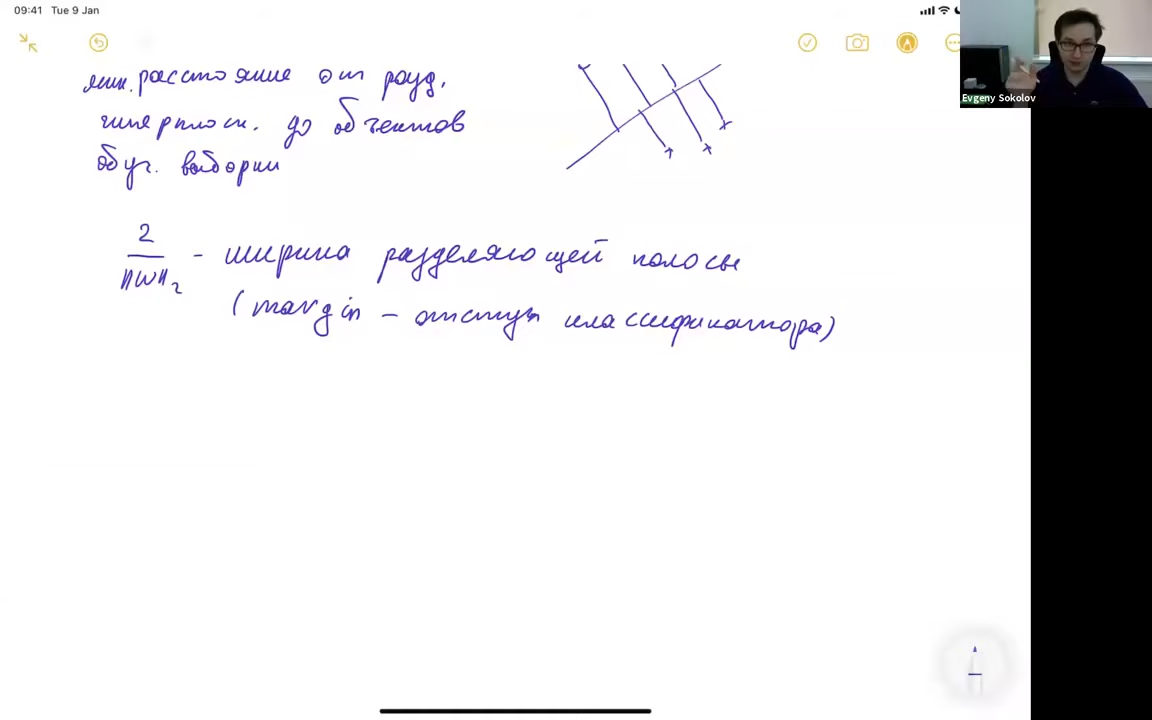 09:41 Tue 9 Jan
Evgeny Sokolov
мин. расстояние от разд.
гиперплоск. до объектов
обуч. выборки
2
‖w‖₂ - ширина разделяющей полосы
(margin – отступ классификатора)